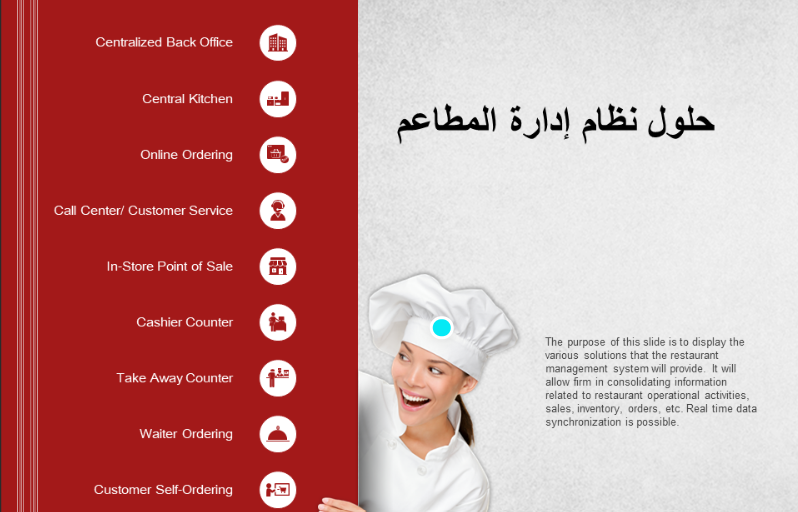 Centralized Back Office
Central Kitchen
Online Ordering
Call Center/ Customer Service
In-Store Point of Sale
Cashier Counter
Take Away Counter
Waiter Ordering
Customer Self-Ordering
حلول نظام إدارة المطاعم
The purpose of this slide is to display the
various solutions that the restaurant
management system will provide. It will
allow firm in consolidating information
related to restaurant operational activities,
sales, inventory, orders, etc. Real time data
synchronization is possible.